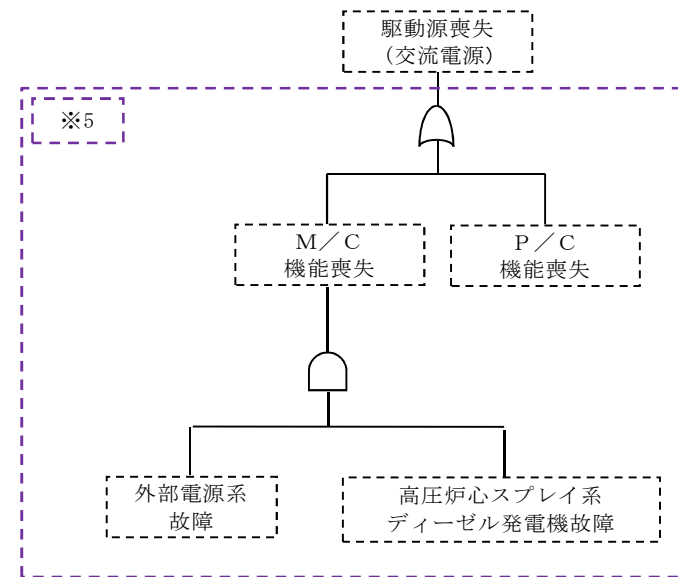 駆動源喪失
(交流電源)
※5
M/C
機能喪失
P/C
機能喪失
外部電源系
故障
高圧炉心スプレイ系
ディーゼル発電機故障